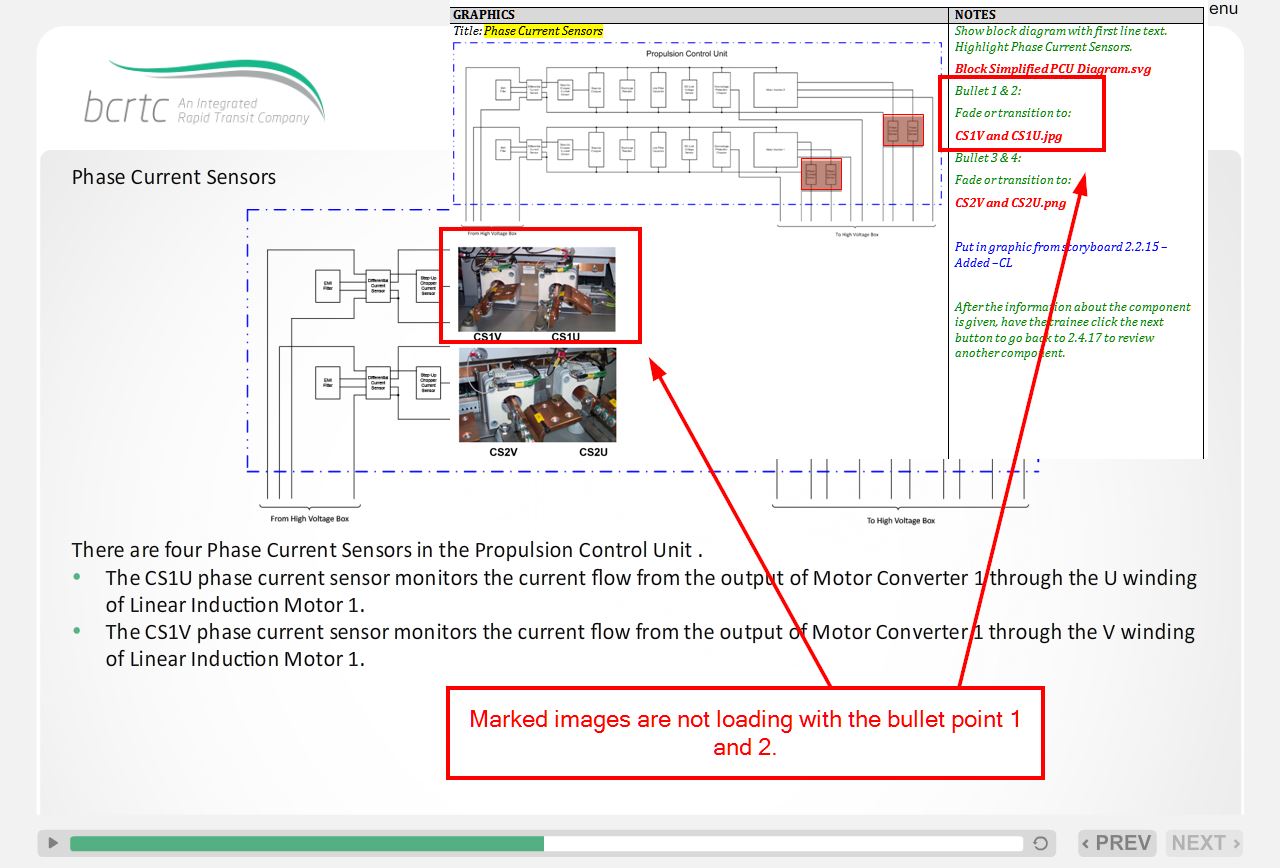 enu
GRAPHICS
NOTES
Title: Phase Current Sensors
Show block diagram with first line text.
Highlight Phase Current Sensors.
Block Simplified PCU Diagram.svg
Bullet 1 & 2:
Fade or transition to:
CS1V and CS1U.jpg
Bullet 3 & 4:
Fade or transition to:
CS2V and CS2U.png
Put in graphic from storyboard 2.2.15 –
Added –CL
After the information about the component
is given, have the trainee click the next
button to go back to 2.4.17 to review
another component.
Propulsion Control Unit
From High Voltage Box
To High Voltage Box
bcrtc
An Integrated
Rapid Transit Company
Phase Current Sensors
EMI
Filter
Differential
Current
Sensor
Step-Up
Chopper
Current
Sensor
EMI
Filter
Differential
Current
Sensor
Step-Up
Chopper
Current
Sensor
CS1V CS1U
CS2V CS2U
From High Voltage Box
To High Voltage Box
There are four Phase Current Sensors in the Propulsion Control Unit .
• The CS1U phase current sensor monitors the current flow from the output of Motor Converter 1 through the U winding
of Linear Induction Motor 1.
• The CS1V phase current sensor monitors the current flow from the output of Motor Converter 1 through the V winding
of Linear Induction Motor 1.
Marked images are not loading with the bullet point 1
and 2.
‹ PREV
NEXT ›